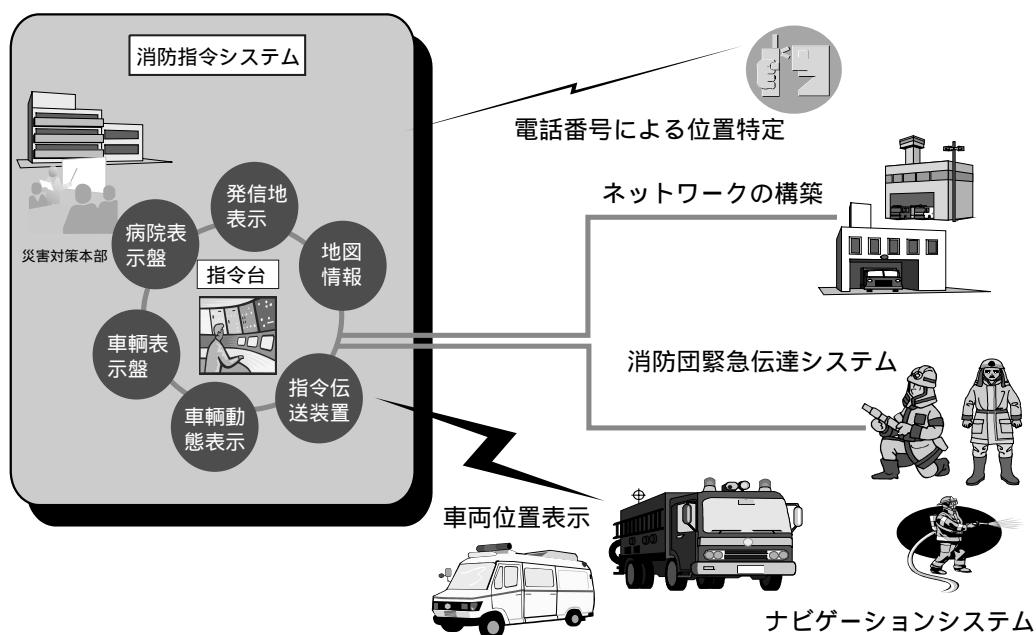 消防指令システム
電話番号による位置特定
ネットワークの構築
発信地
表示
病院表
示盤
地図
情報
災害対策本部
指令台
車輌表
示盤
指令伝
送装置
車輌動
態表示
消防団緊急伝達システム
車両位置表示
ナビゲーションシステム